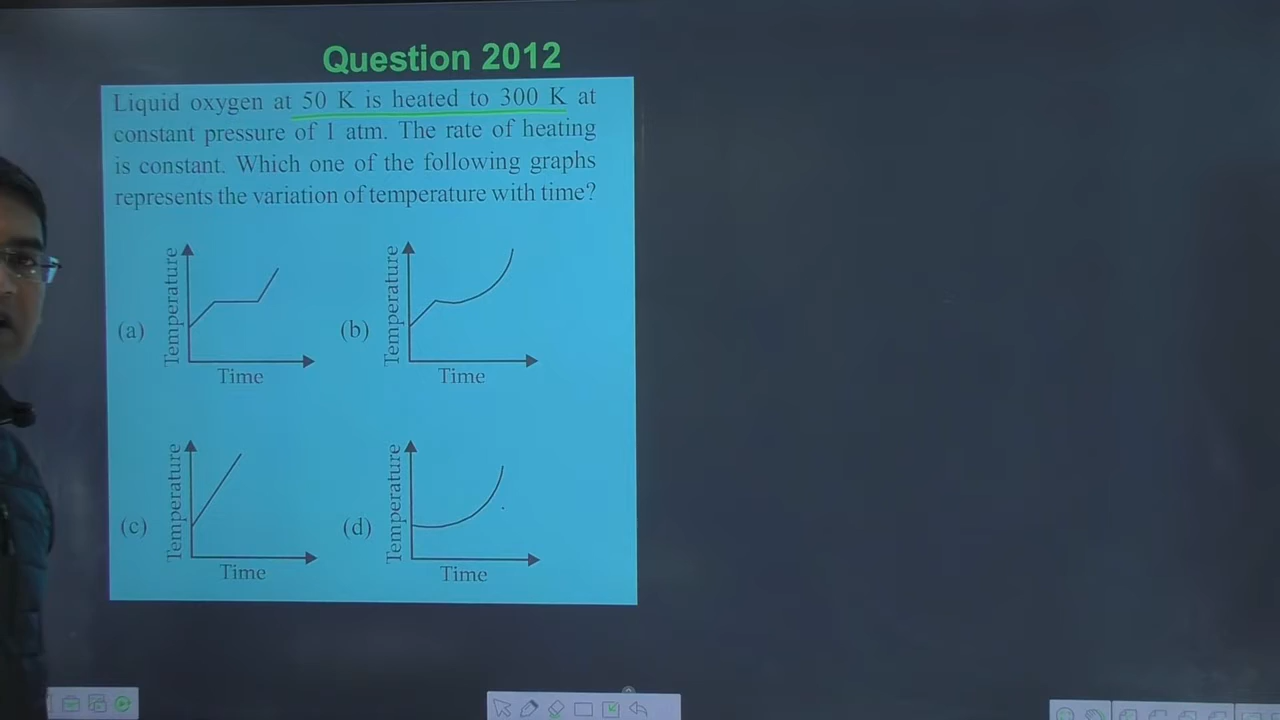 Question 2012
Liquid oxygen at 50 K is heated to 300 K at
constant pressure of 1 atm. The rate of heating
is constant. Which one of the following graphs
represents the variation of temperature with time?
(a)
Temperature
Time
(b)
Temperature
Time
(c)
Temperature
Time
(d)
Temperature
Time